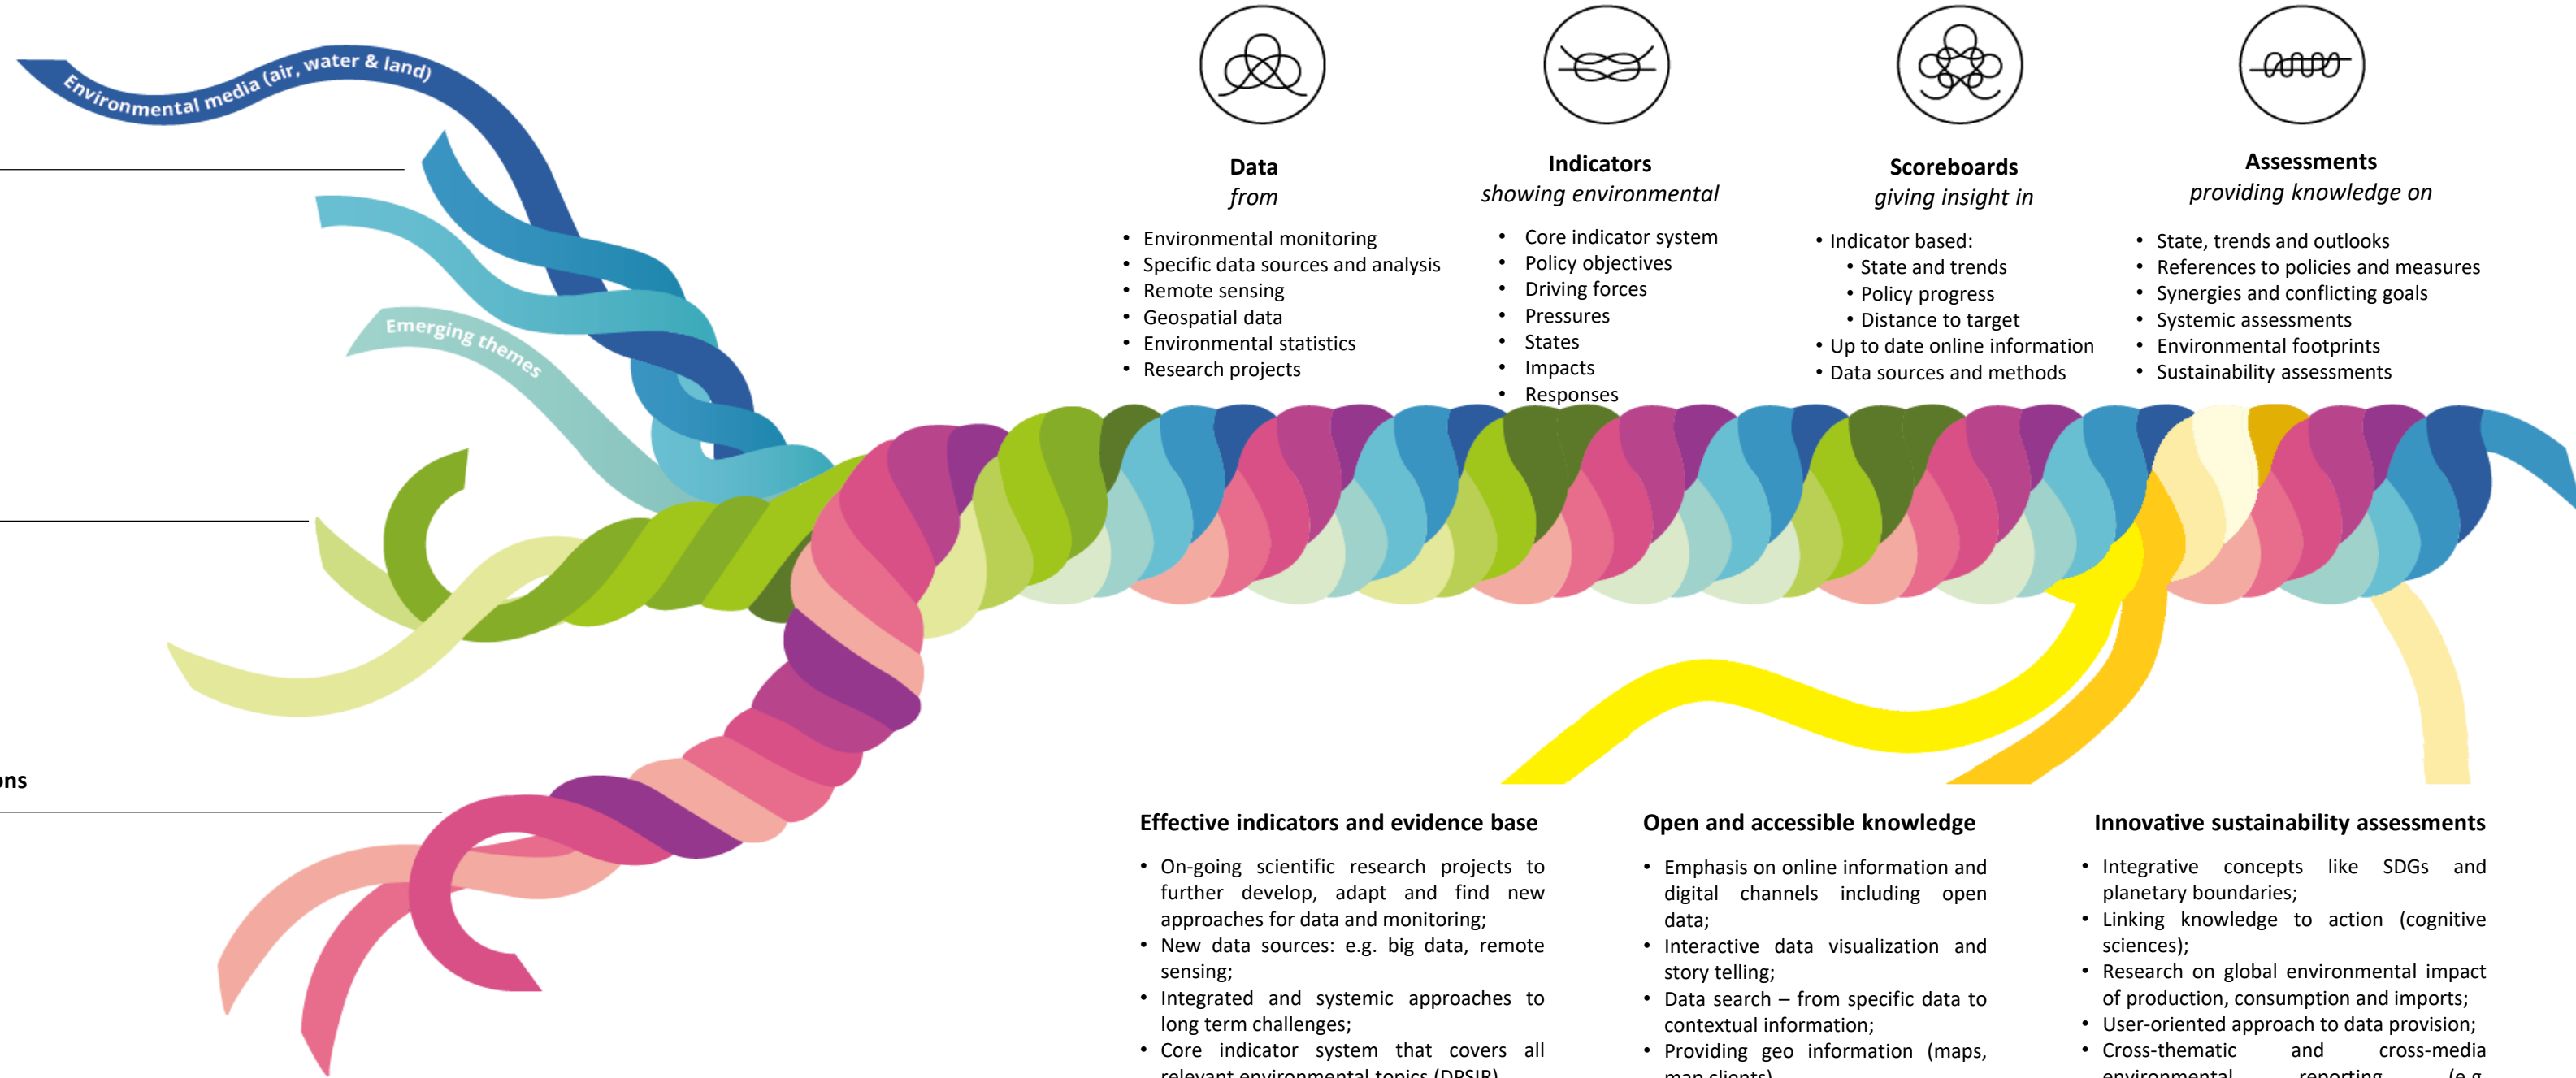 Environmental media (air, water & land)
Emerging themes
ons
Data
from
• Environmental monitoring
• Specific data sources and analysis
• Remote sensing
• Geospatial data
• Environmental statistics
• Research projects
Indicators
showing environmental
• Core indicator system
• Policy objectives
• Driving forces
• Pressures
• States
• Impacts
• Responses
Scoreboards
giving insight in
• Indicator based:
• State and trends
• Policy progress
• Distance to target
• Up to date online information
• Data sources and methods
Assessments
providing knowledge on
• State, trends and outlooks
• References to policies and measures
• Synergies and conflicting goals
• Systemic assessments
• Environmental footprints
• Sustainability assessments
Effective indicators and evidence base
• On-going scientific research projects to
further develop, adapt and find new
approaches for data and monitoring;
• New data sources: e.g. big data, remote
sensing;
• Integrated and systemic approaches to
long term challenges;
• Core indicator system that covers all
relevant environmental topics (DPSIR)
Open and accessible knowledge
• Emphasis on online information and
digital channels including open
data;
• Interactive data visualization and
story telling;
• Data search – from specific data to
contextual information;
• Providing geo information (maps,
map clients)
Innovative sustainability assessments
• Integrative concepts like SDGs and
planetary boundaries;
• Linking knowledge to action (cognitive
sciences);
• Research on global environmental impact
of production, consumption and imports;
• User-oriented approach to data provision;
• Cross-thematic and cross-media
environmental reporting (e.g.